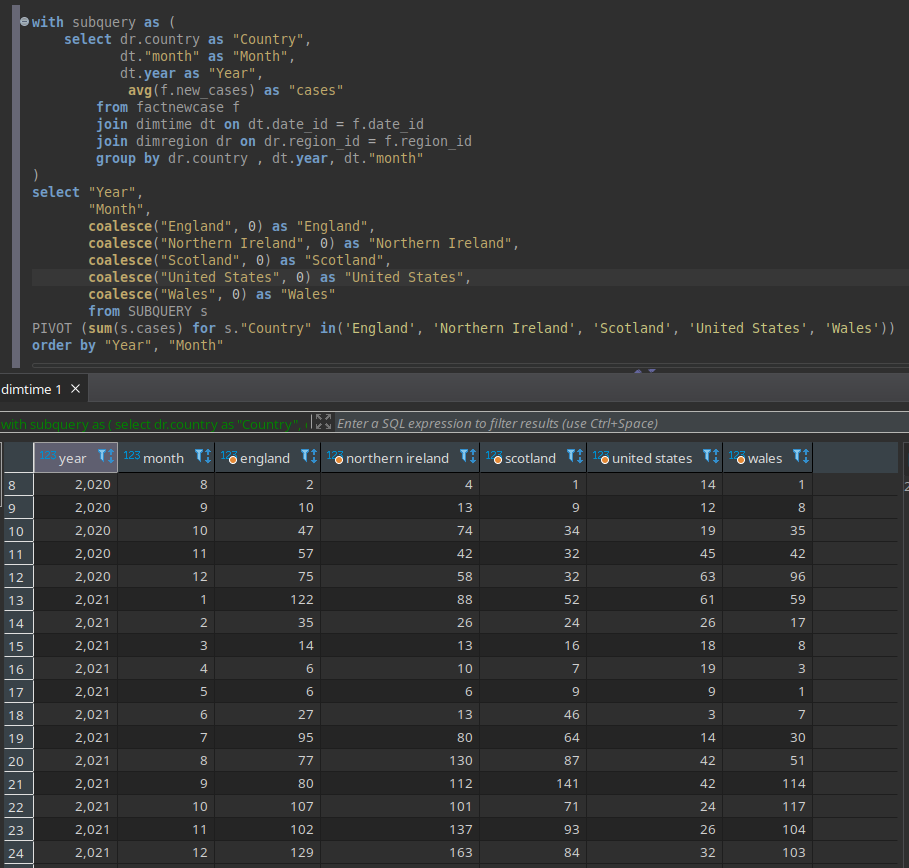 with subquery as (
select dr.country as "Country",
dt."month" as "Month",
dt.year as "Year",
avg(f.new_cases) as "cases"
from factnewcase f
join dimtime dt on dt.date_id = f.date_id
join dimregion dr on dr.region_id = f.region_id
group by dr.country , dt.year, dt."month"
)
select "Year",
"Month",
coalesce("England", 0) as "England",
coalesce("Northern Ireland", 0) as "Northern Ireland",
coalesce("Scotland", 0) as "Scotland",
coalesce("United States", 0) as "United States",
coalesce("Wales", 0) as "Wales"
from SUBQUERY s
PIVOT (sum(s.cases) for s."Country" in('England', 'Northern Ireland', 'Scotland', 'United States', 'Wales'))
order by "Year", "Month"
dimtime 1
with subquery as ( select dr.country as "Country", Enter a SQL expression to filter results (use Ctrl+Space)
123 year 123 month 123 england 123 northern ireland 123 scotland 123 united states 123 wales
8 2,020 8 2 4 1 14 1
9 2,020 9 10 13 9 12 8
10 2,020 10 47 74 34 19 35
11 2,020 11 57 42 32 45 42
12 2,020 12 75 58 32 63 96
13 2,021 1 122 88 52 61 59
14 2,021 2 35 26 24 26 17
15 2,021 3 14 13 16 18 8
16 2,021 4 6 10 7 19 3
17 2,021 5 6 6 9 9 1
18 2,021 6 27 13 46 3 7
19 2,021 7 95 80 64 14 30
20 2,021 8 77 130 87 42 51
21 2,021 9 80 112 141 42 114
22 2,021 10 107 101 71 24 117
23 2,021 11 102 137 93 26 104
24 2,021 12 129 163 84 32 103